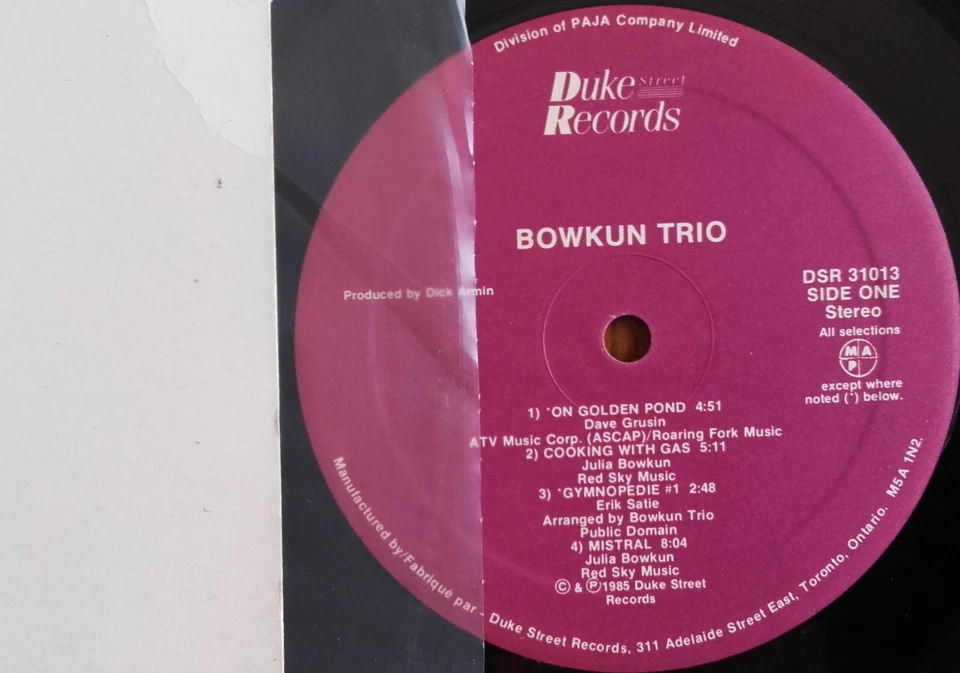 Division of PAJA Company Limited
Duke Street
Records
BOWKUN TRIO
Produced by Dick Armin
DSR 31013
SIDE ONE
Stereo
All selections
MAP
except where
noted (*) below.
1) *ON GOLDEN POND 4:51
Dave Grusin
ATV Music Corp. (ASCAP)/Roaring Fork Music
2) COOKING WITH GAS 5:11
Julia Bowkun
Red Sky Music
3) *GYMNOPEDIE #1 2:48
Erik Satie
Arranged by Bowkun Trio
Public Domain
4) MISTRAL 8:04
Julia Bowkun
Red Sky Music
© & ℗1985 Duke Street
Records
Manufactured by/Fabriqué par - Duke Street Records, 311 Adelaide Street East, Toronto, Ontario. M5A 1N2.